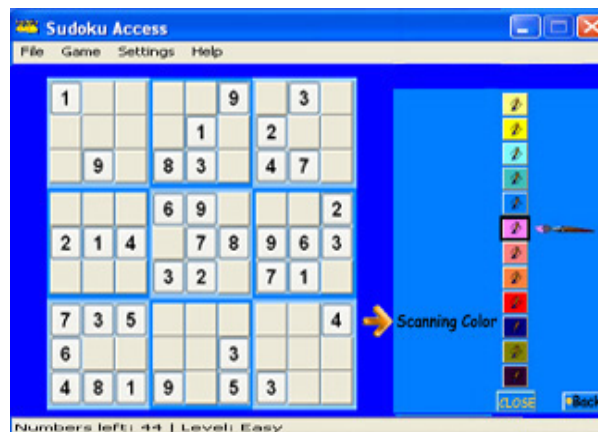 Sudoku Access
File Game Settings Help
1 9 3
1 2
9 8 3 4 7
6 9 2
2 1 4 7 8 9 6 3
3 2 7 1
7 3 5 4
Scanning Color
6 3
4 8 1 9 5 3
CLOSE Back
Numbers left: 44 | Level: Easy